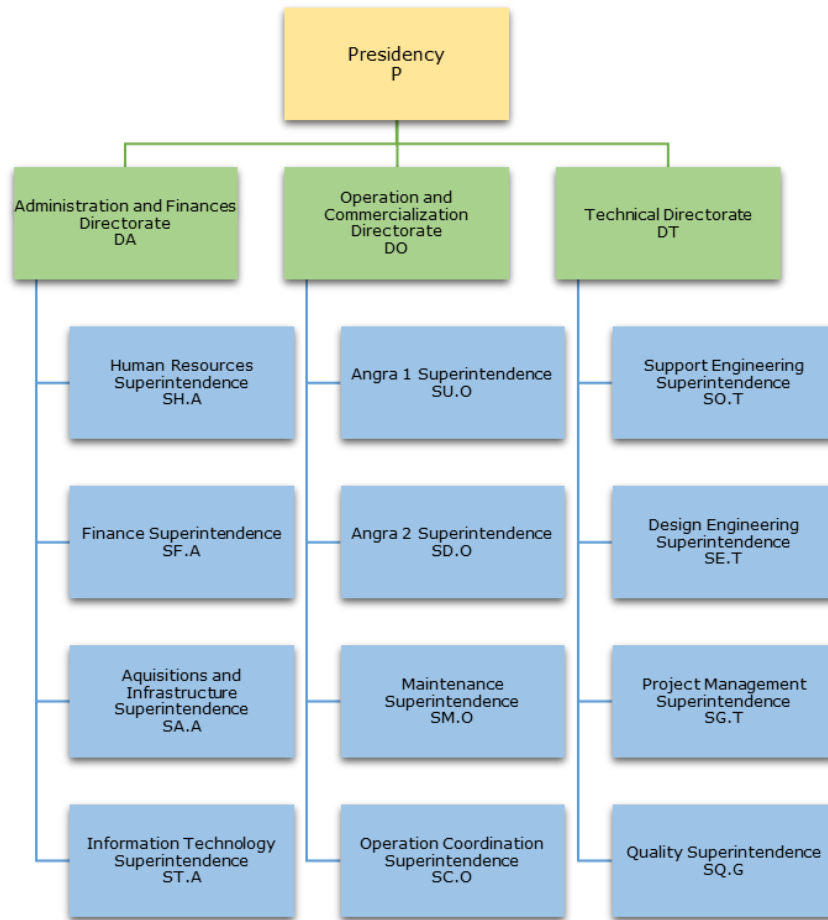 Presidency
P
Administration and Finances
Directorate
DA
Operation and
Commercialization
Directorate
DO
Technical Directorate
DT
Human Resources
Superintendence
SH.A
Angra 1 Superintendence
SU.O
Support Engineering
Superintendence
SO.T
Finance Superintendence
SF.A
Angra 2 Superintendence
SD.O
Design Engineering
Superintendence
SE.T
Aquisitions and
Infrastructure
Superintendence
SA.A
Maintenance
Superintendence
SM.O
Project Management
Superintendence
SG.T
Information Technology
Superintendence
ST.A
Operation Coordination
Superintendence
SC.O
Quality Superintendence
SQ.G